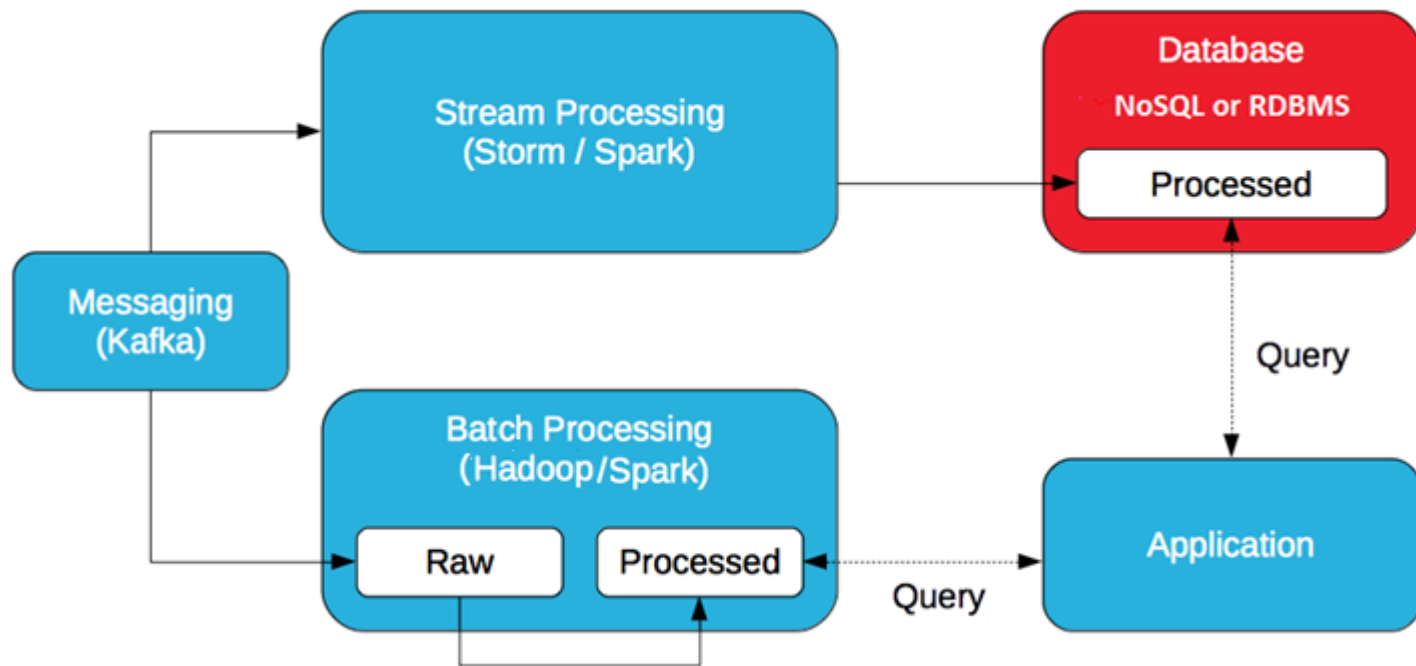 Stream Processing
(Storm / Spark)
Database
NoSQL or RDBMS
Processed
Messaging
(Kafka)
Query
Batch Processing
(Hadoop/Spark)
Raw
Processed
Query
Application